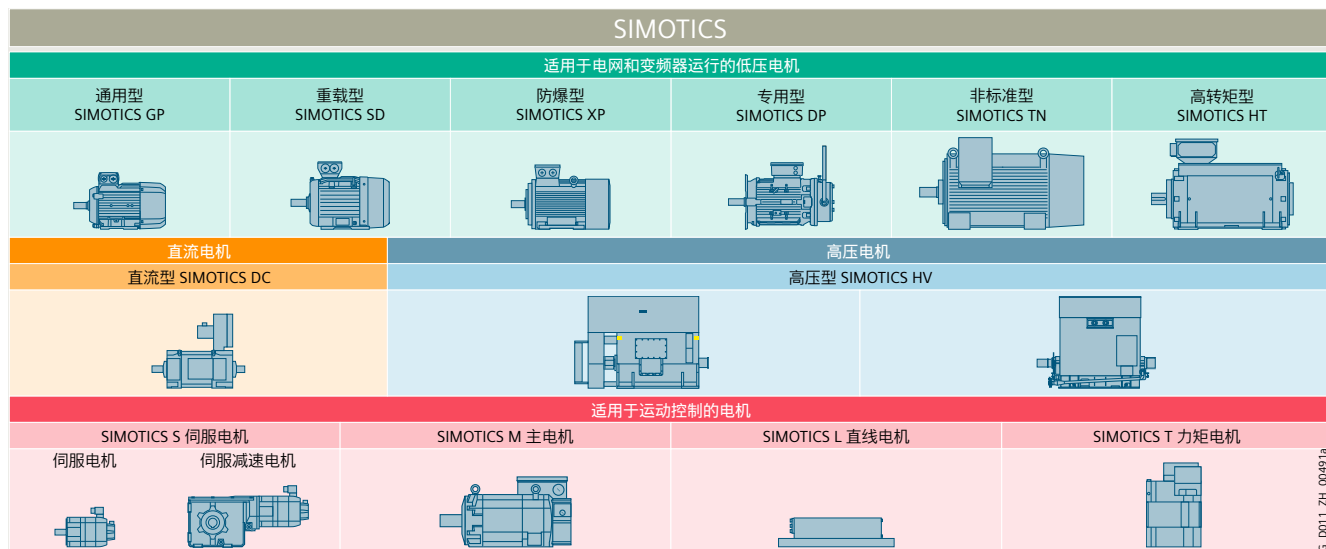 SIMOTICS
适用于电网和变频器运行的低压电机
通用型
SIMOTICS GP
重载型
SIMOTICS SD
防爆型
SIMOTICS XP
专用型
SIMOTICS DP
非标准型
SIMOTICS TN
高转矩型
SIMOTICS HT
直流电机
高压电机
直流型 SIMOTICS DC
高压型 SIMOTICS HV
适用于运动控制的电机
SIMOTICS S 伺服电机
SIMOTICS M 主电机
SIMOTICS L 直线电机
SIMOTICS T 力矩电机
伺服电机
伺服减速电机
D011_ZH_00491a